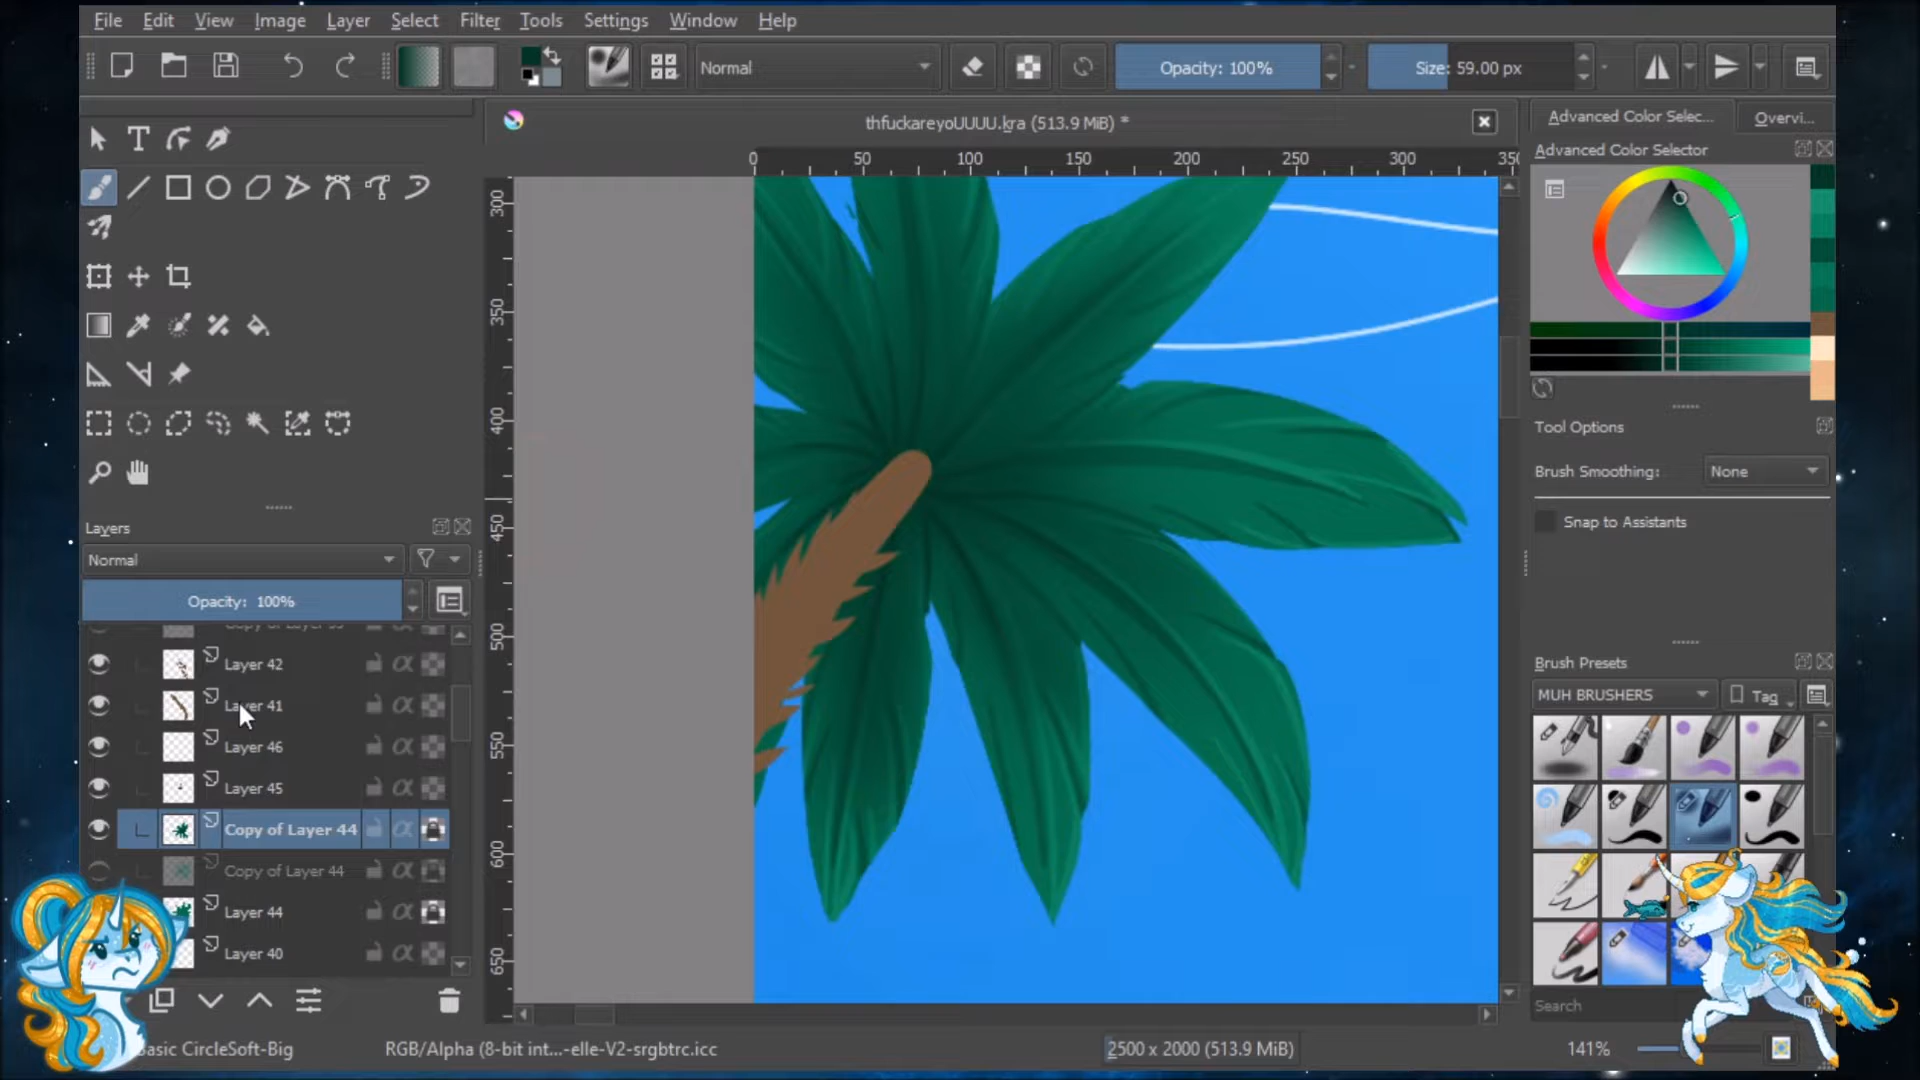 File Edit View Image Layer Select Filter Tools Settings Window Help
Normal
Opacity: 100%
Size: 59.00 px
thfuckareyoUUUU.kra (513.9 MiB) *
Advanced Color Selec...
Overvi...
Advanced Color Selector
0 50 100 150 200 250 300 350
300
350
400
450
500
550
600
650
Tool Options
Brush Smoothing:
None
Snap to Assistants
Layers
Normal
Opacity: 100%
Layer 42
Layer 41
Layer 46
Layer 45
Copy of Layer 44
Copy of Layer 44
Layer 44
Layer 40
Brush Presets
MUH BRUSHERS
Tag
Search
Basic CircleSoft-Big
RGB/Alpha (8-bit int...-elle-V2-srgbtrc.icc
2500 x 2000 (513.9 MiB)
141%